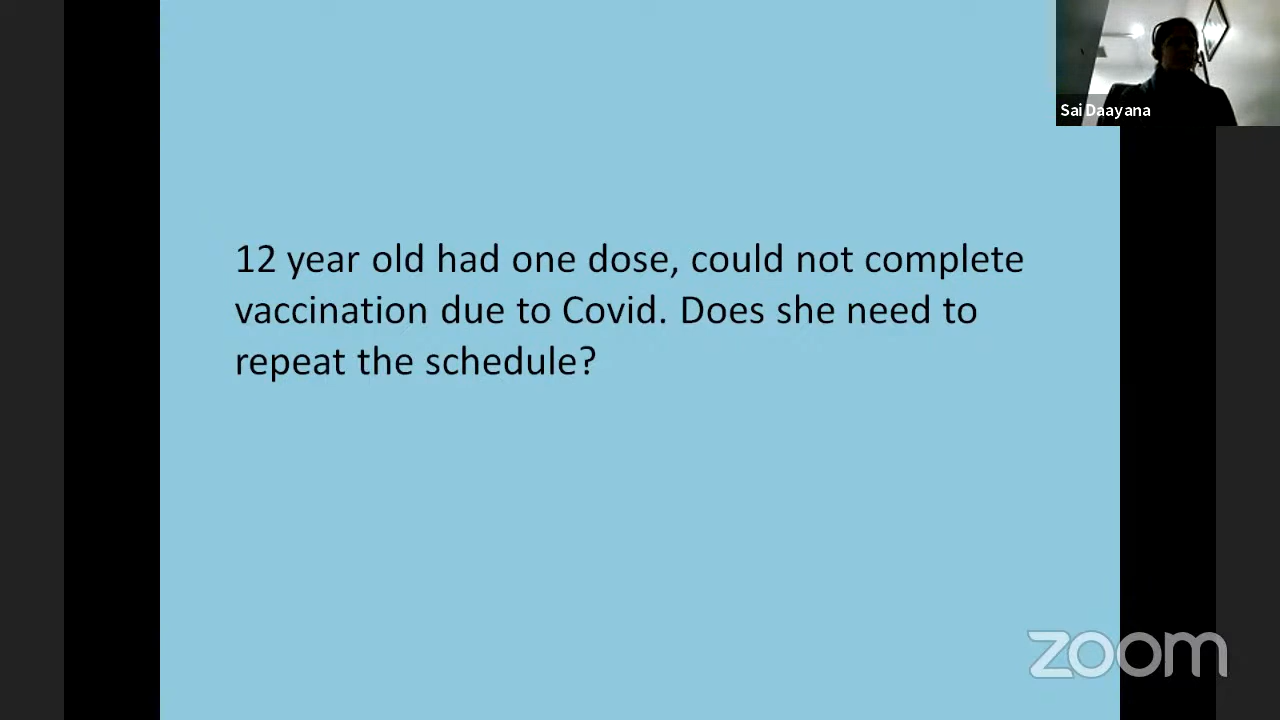 Sai Daayana
12 year old had one dose, could not complete
vaccination due to Covid. Does she need to
repeat the schedule?
zoom